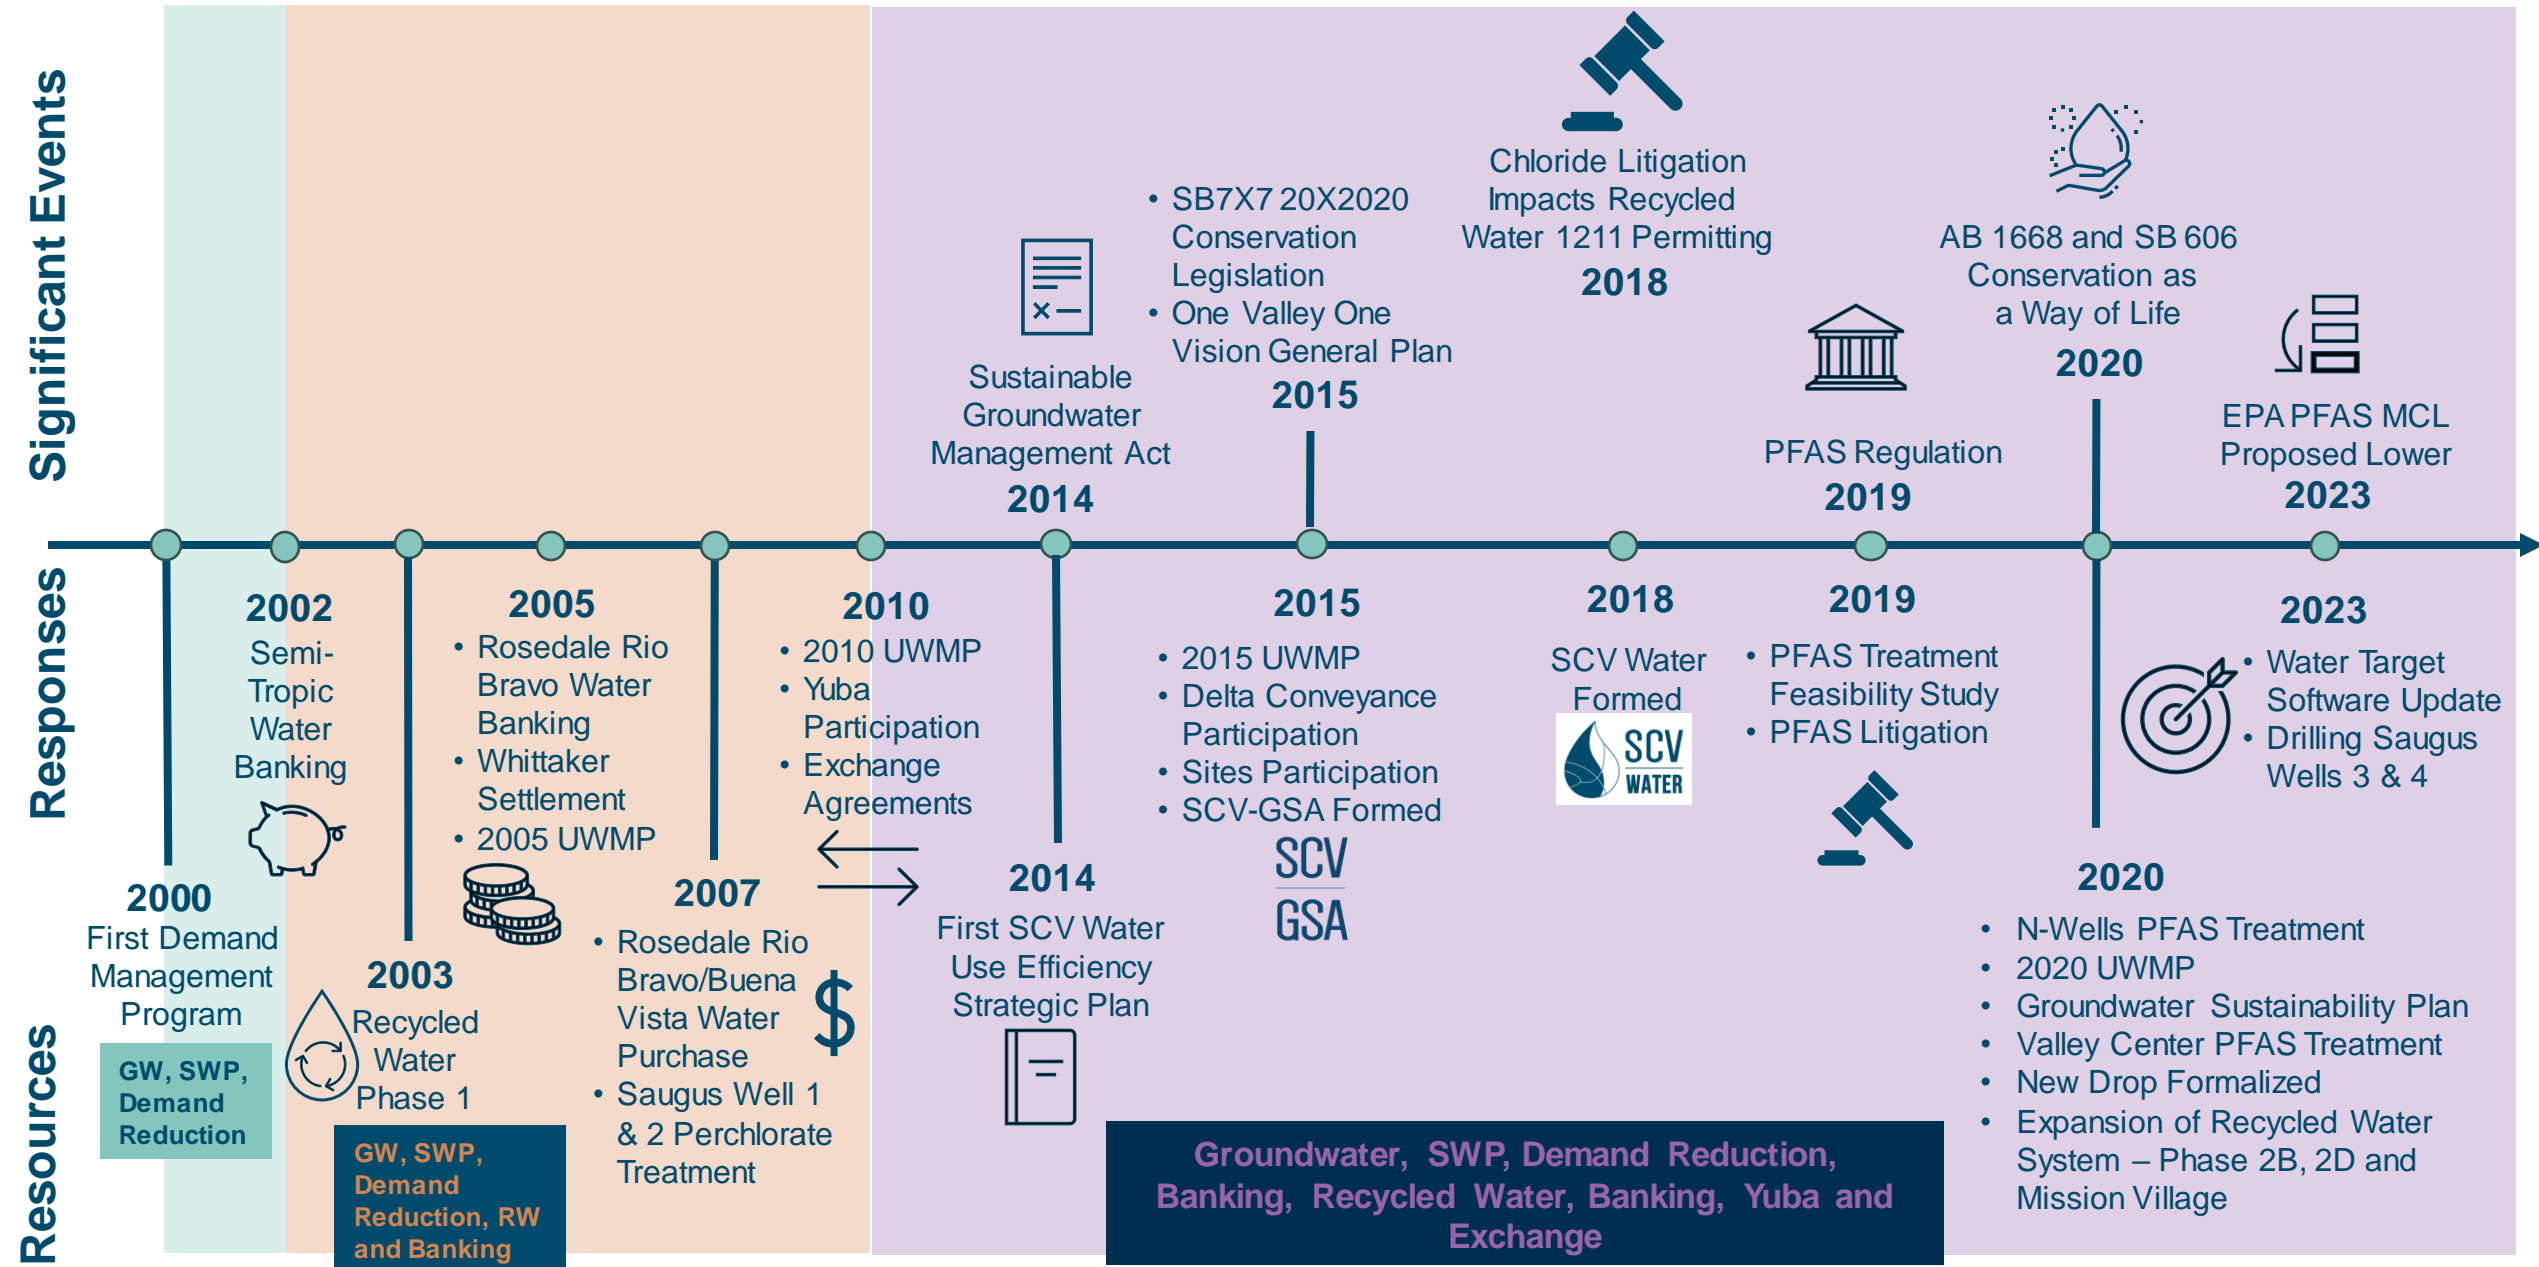 Significant Events
Sustainable
Groundwater
Management Act
2014
• SB7X7 20X2020
Conservation
Legislation
• One Valley One
Vision General Plan
2015
Chloride Litigation
Impacts Recycled
Water 1211 Permitting
2018
PFAS Regulation
2019
AB 1668 and SB 606
Conservation as
a Way of Life
2020
EPA PFAS MCL
Proposed Lower
2023
Responses
2000
First Demand
Management
Program
2002
Semi-
Tropic
Water
Banking
2003
Recycled
Water
Phase 1
2005
• Rosedale Rio
Bravo Water
Banking
• Whittaker
Settlement
• 2005 UWMP
2007
• Rosedale Rio
Bravo/Buena
Vista Water
Purchase
• Saugus Well 1
& 2 Perchlorate
Treatment
$
2010
• 2010 UWMP
• Yuba
Participation
• Exchange
Agreements
2014
First SCV Water
Use Efficiency
Strategic Plan
2015
• 2015 UWMP
• Delta Conveyance
Participation
• Sites Participation
• SCV-GSA Formed
SCV
GSA
2018
SCV Water
Formed
SCV
WATER
2019
• PFAS Treatment
Feasibility Study
• PFAS Litigation
2020
• N-Wells PFAS Treatment
• 2020 UWMP
• Groundwater Sustainability Plan
• Valley Center PFAS Treatment
• New Drop Formalized
• Expansion of Recycled Water
System – Phase 2B, 2D and
Mission Village
2023
• Water Target
Software Update
• Drilling Saugus
Wells 3 & 4
Resources
GW, SWP,
Demand
Reduction
GW, SWP,
Demand
Reduction, RW
and Banking
Groundwater, SWP, Demand Reduction,
Banking, Recycled Water, Banking, Yuba and
Exchange